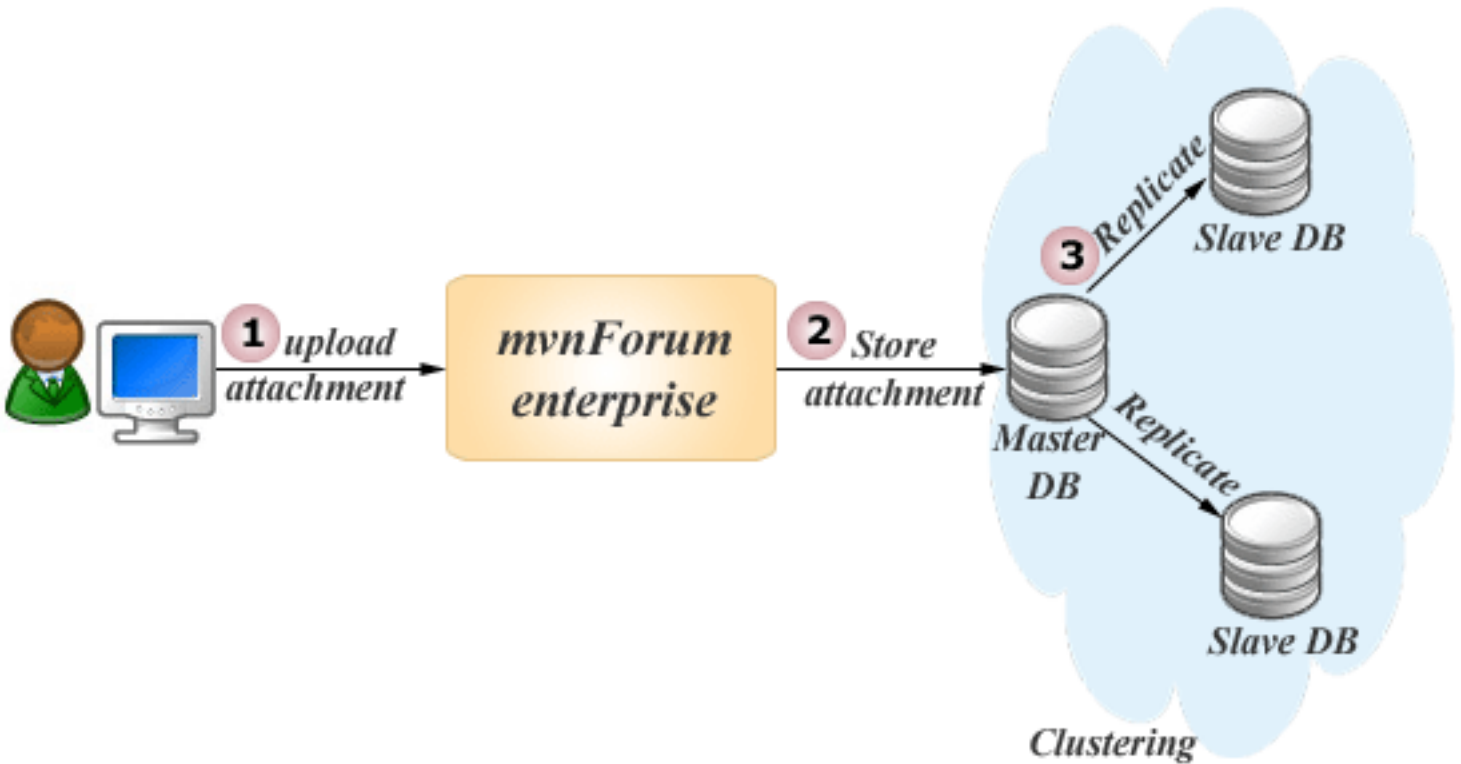 1 upload
attachment
mvnForum
enterprise
2 Store
attachment
3 Replicate
Slave DB
Master
DB
Replicate
Slave DB
Clustering